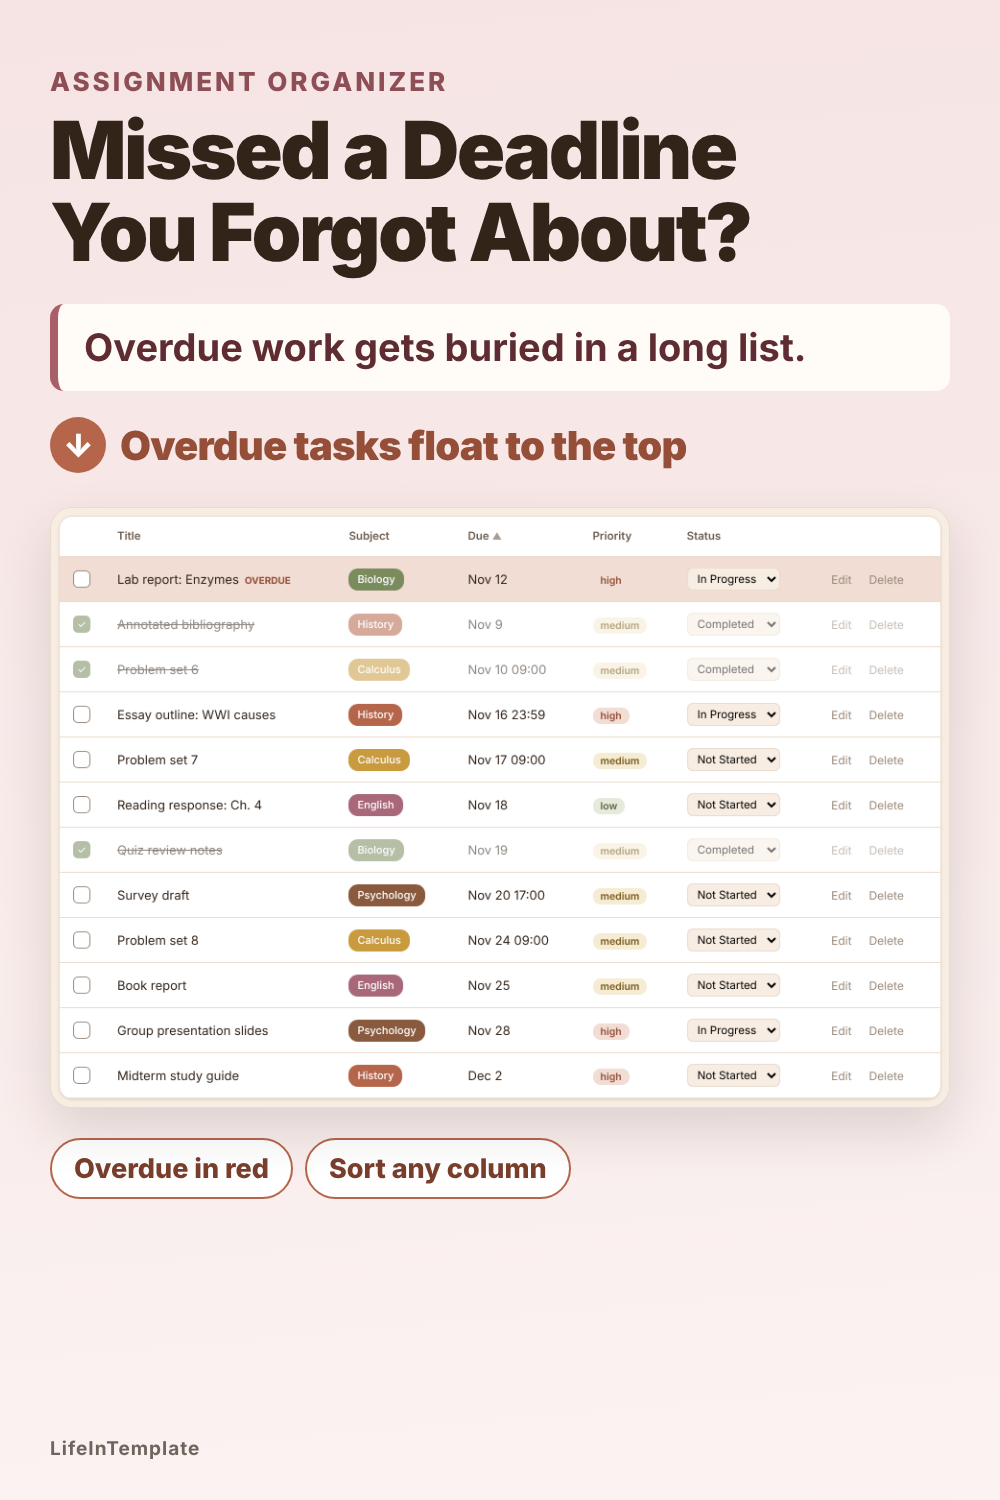 ASSIGNMENT ORGANIZER
Missed a Deadline
You Forgot About?
Overdue work gets buried in a long list.
Overdue tasks float to the top
Title Subject Due ▲ Priority Status
Lab report: Enzymes OVERDUE Biology Nov 12 high In Progress Edit Delete
Annotated bibliography History Nov 9 medium Completed Edit Delete
Problem set 6 Calculus Nov 10 09:00 medium Completed Edit Delete
Essay outline: WWI causes History Nov 16 23:59 high In Progress Edit Delete
Problem set 7 Calculus Nov 17 09:00 medium Not Started Edit Delete
Reading response: Ch. 4 English Nov 18 low Not Started Edit Delete
Quiz review notes Biology Nov 19 medium Completed Edit Delete
Survey draft Psychology Nov 20 17:00 medium Not Started Edit Delete
Problem set 8 Calculus Nov 24 09:00 medium Not Started Edit Delete
Book report English Nov 25 medium Not Started Edit Delete
Group presentation slides Psychology Nov 28 high In Progress Edit Delete
Midterm study guide History Dec 2 high Not Started Edit Delete
Overdue in red Sort any column
LifeInTemplate